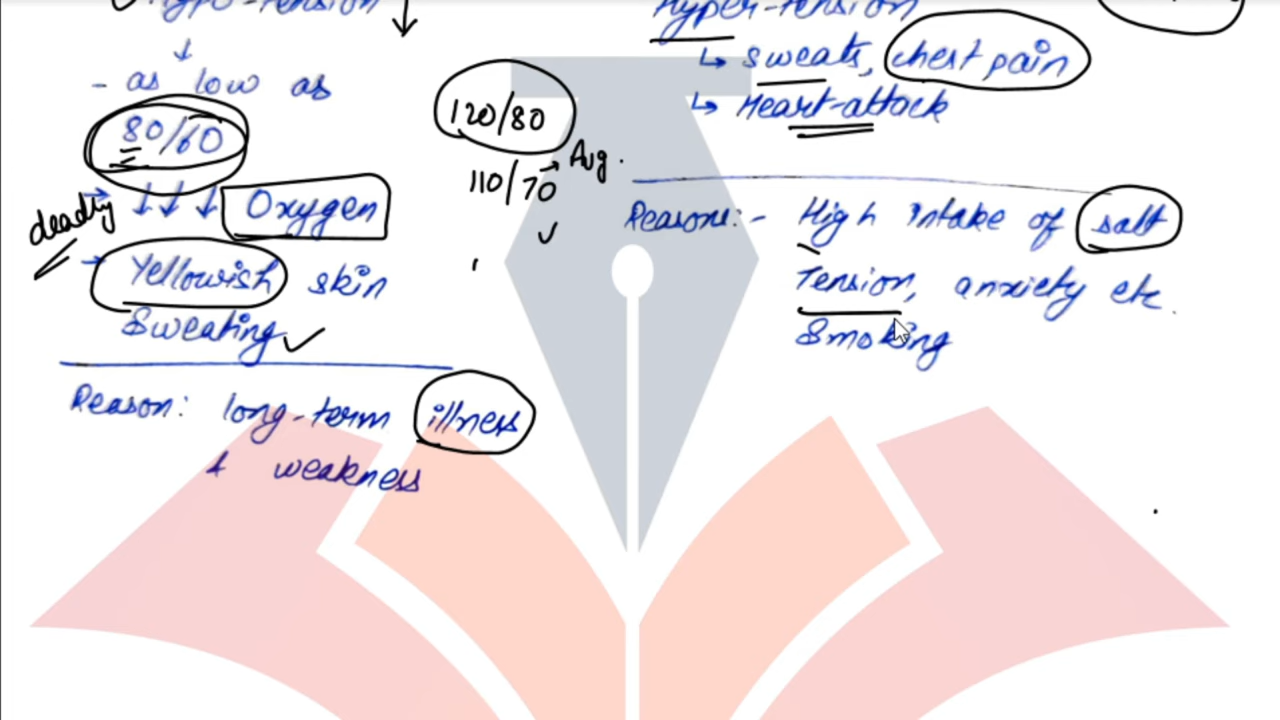 Hypo-tension ↓
↓
- as low as
80/60
→ ↓ ↓ ↓ Oxygen
deadly
→ Yellowish skin
Sweating ✓
Reason: long-term illness
& weakness
120/80
110/70 → Avg.
✓
Hyper-tension
↳ sweats, chest pain
↳ Heart-attack
Reasons:- High intake of salt
Tension, anxiety etc.
Smoking